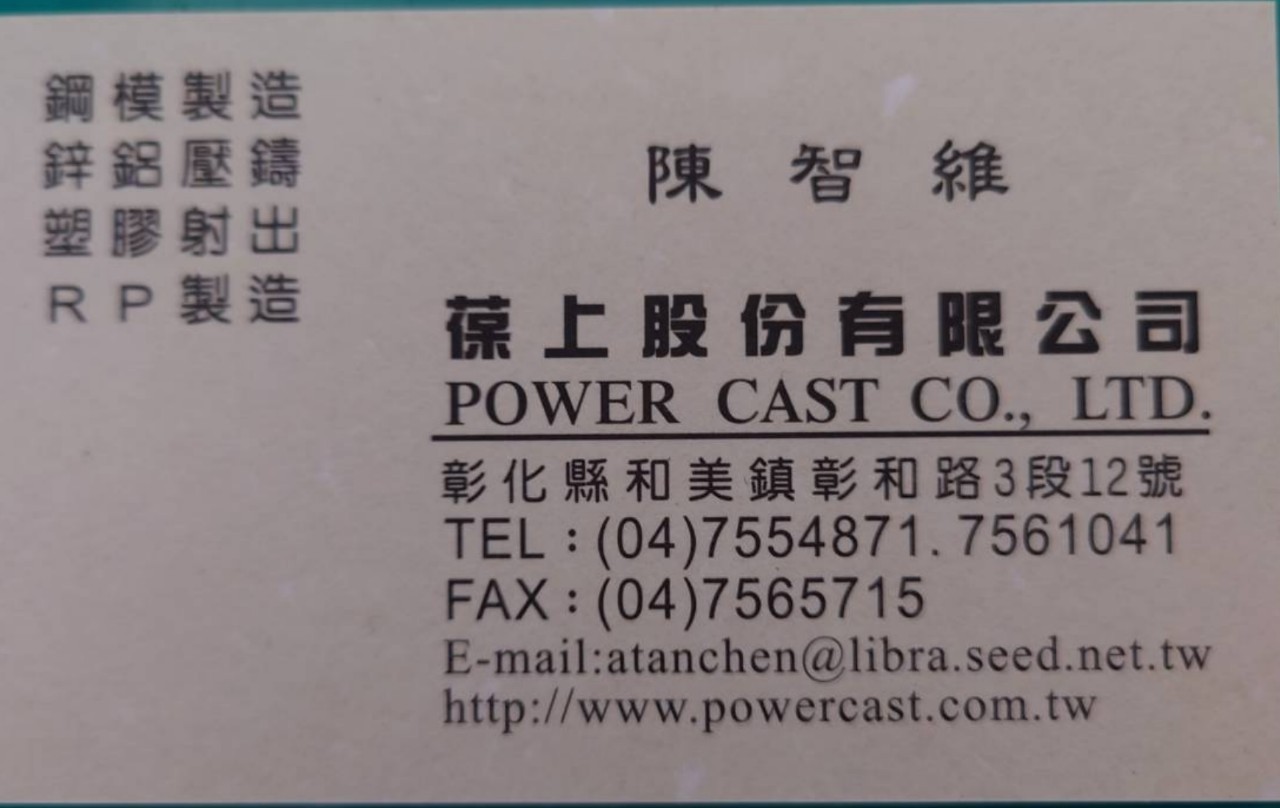 鋼模製造
鋅鋁壓鑄
塑膠射出
RP製造
陳智維
葆上股份有限公司
POWER CAST CO., LTD.
彰化縣和美鎮彰和路3段12號
TEL：(04)7554871. 7561041
FAX：(04)7565715
E-mail:atanchen@libra.seed.net.tw
http://www.powercast.com.tw